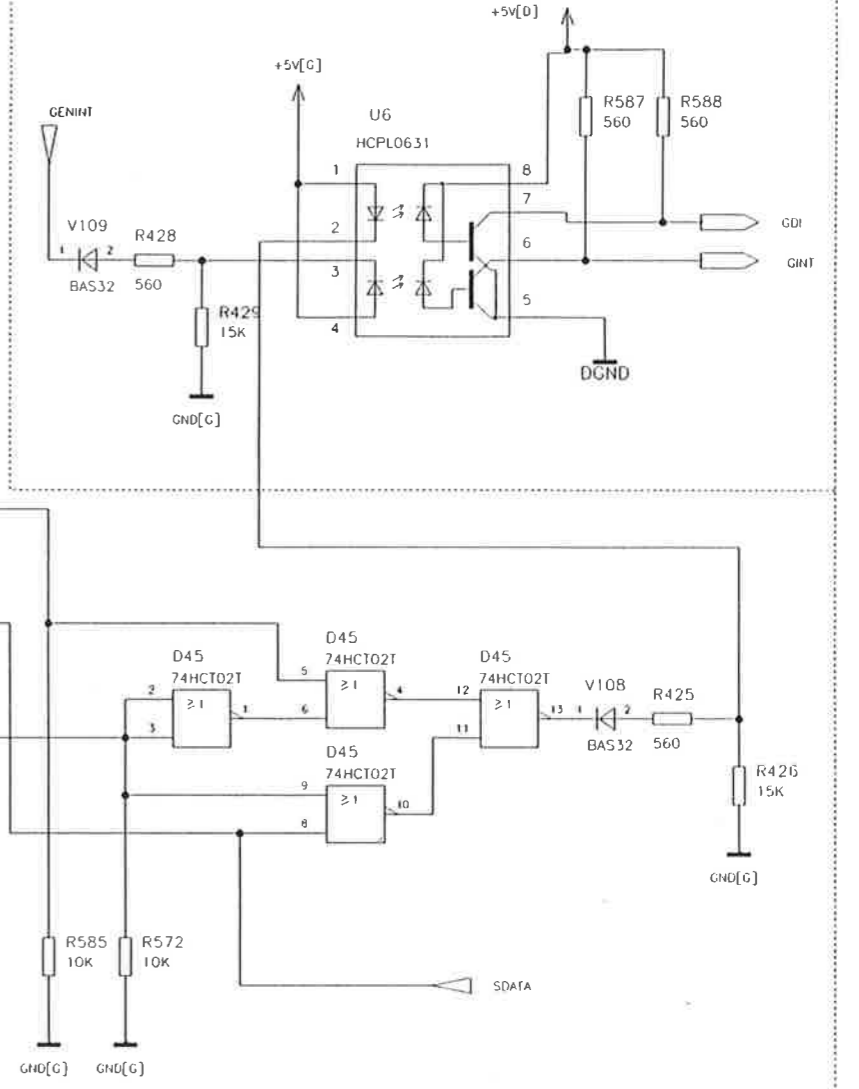 +5V[D]
+5V[G]
GENINT
U6
HCPL0631
R587
560
R588
560
1
8
7
2
6
3
5
4
GDI
GINT
V109
1
2
BAS32
R428
560
R429
15K
GND[G]
DGND
D45
74HCT02T
2
3
≥1
1
D45
74HCT02T
5
6
≥1
4
D45
74HCT02T
12
11
≥1
13
V108
1
2
BAS32
R425
560
D45
74HCT02T
9
8
≥1
10
R426
15K
GND[G]
R585
10K
R572
10K
SDATA
GND[G]
GND[G]